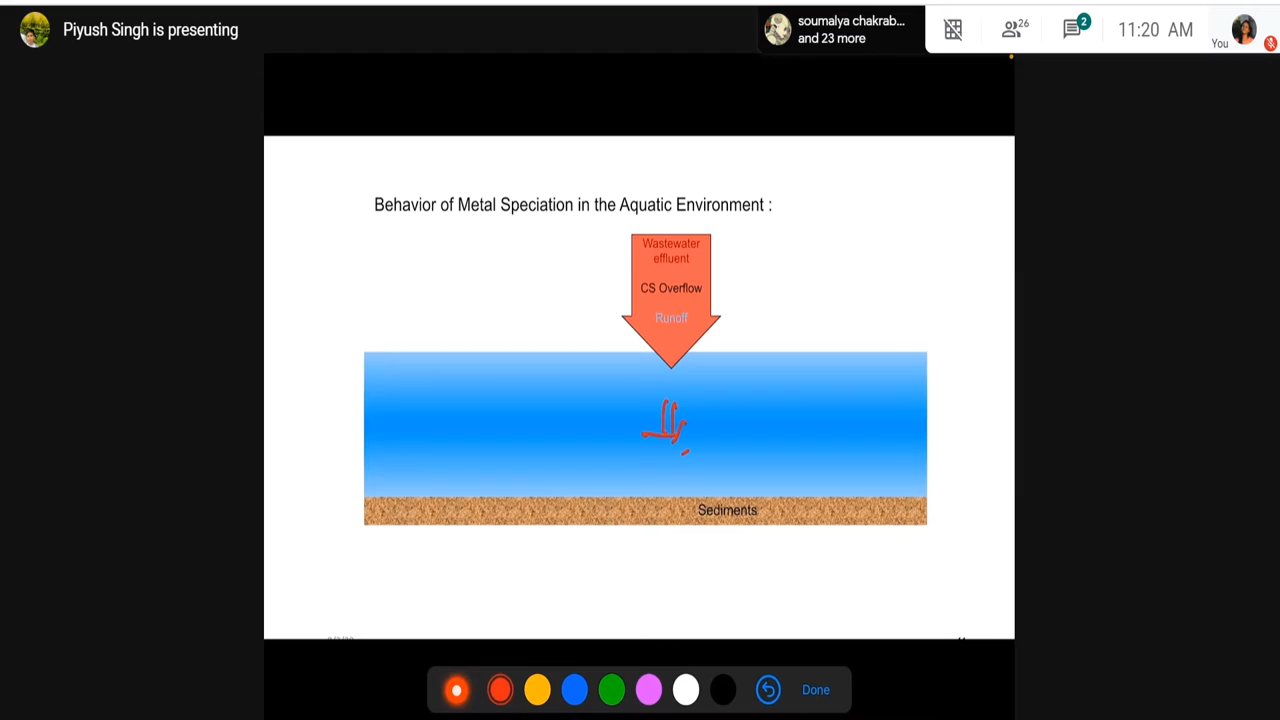 Piyush Singh is presenting
soumalya chakrab...
and 23 more
26
2
11:20 AM
You
Behavior of Metal Speciation in the Aquatic Environment :
Wastewater
effluent
CS Overflow
Runoff
Sediments
Done